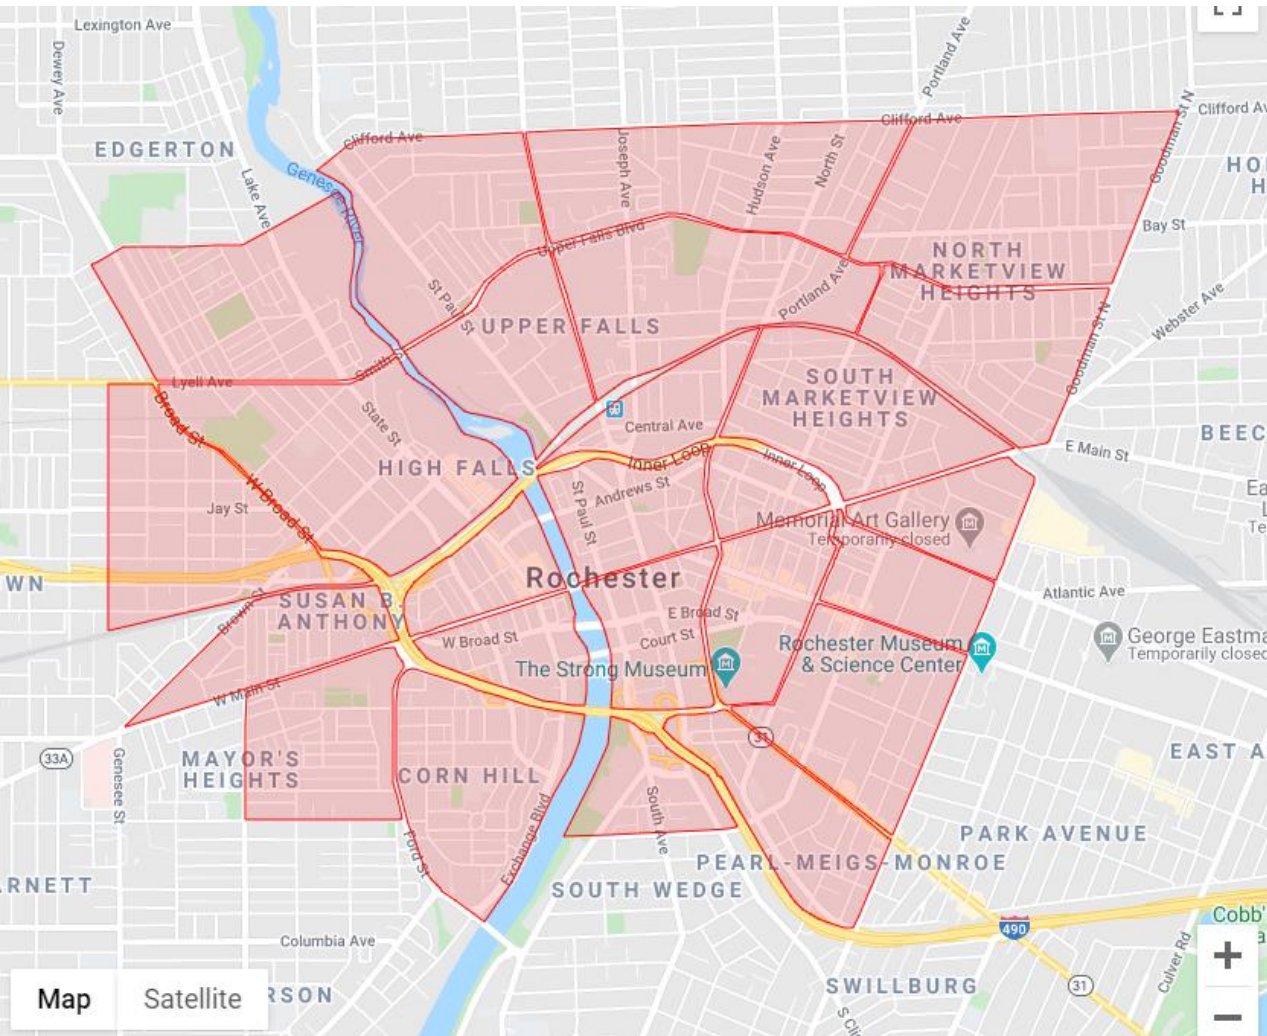 Lexington Ave
Dewey Ave
Portland Ave
Clifford Ave
Clifford Ave
Clifford Av
Goodman St N
EDGERTON
Lake Ave
Genesee River
Joseph Ave
Hudson Ave
North St
HO
H
Bay St
Upper Falls Blvd
NORTH
MARKETVIEW
HEIGHTS
Portland Ave
St Paul St
UPPER FALLS
Webster Ave
Goodman St N
Smith S
Lyell Ave
SOUTH
MARKETVIEW
HEIGHTS
Broad St
State St
Central Ave
BEEC
E Main St
HIGH FALLS
Inner Loop
Inner Loop
W Broad St
Andrews St
St Paul St
Jay St
Ea
L
Te
Memorial Art Gallery
Temporarily closed
Rochester
WN
Brown St
SUSAN B.
ANTHONY
Atlantic Ave
E Broad St
W Broad St
Court St
Rochester Museum
& Science Center
George Eastma
Temporarily closed
The Strong Museum
W Main St
31
33A
MAYOR'S
HEIGHTS
Genesee St
CORN HILL
EAST A
Exchange Blvd
South Ave
Ford St
PARK AVENUE
PEARL-MEIGS-MONROE
RNETT
SOUTH WEDGE
Cobb'
a
490
Columbia Ave
Culver Rd
SWILLBURG
31
Map
Satellite
RSON
S Cli